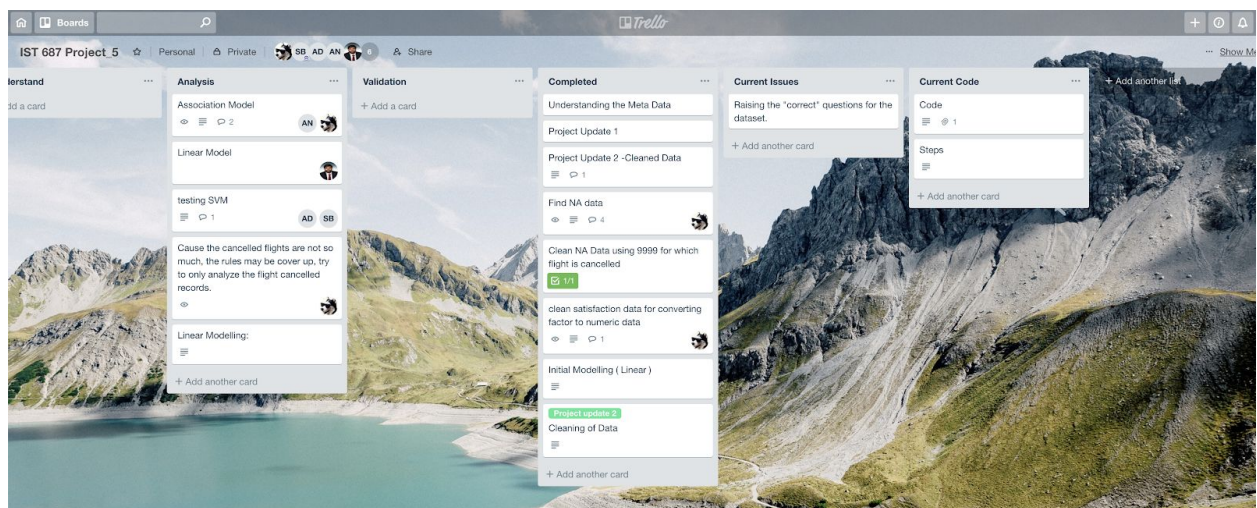 Boards
Trello
IST 687 Project_5
Personal
Private
SB AD AN
6
Share
Show Me
derstand
dd a card
Analysis
Association Model
2
AN
Linear Model
testing SVM
1
AD SB
Cause the cancelled flights are not so
much, the rules may be cover up, try
to only analyze the flight cancelled
records.
Linear Modelling:
+ Add another card
Validation
+ Add a card
Completed
Understanding the Meta Data
Project Update 1
Project Update 2 -Cleaned Data
1
Find NA data
4
Clean NA Data using 9999 for which
flight is cancelled
1/1
clean satisfaction data for converting
factor to numeric data
1
Initial Modelling ( Linear )
Project update 2
Cleaning of Data
+ Add another card
Current Issues
Raising the "correct" questions for the
dataset.
+ Add another card
Current Code
Code
1
Steps
+ Add another card
+ Add another list